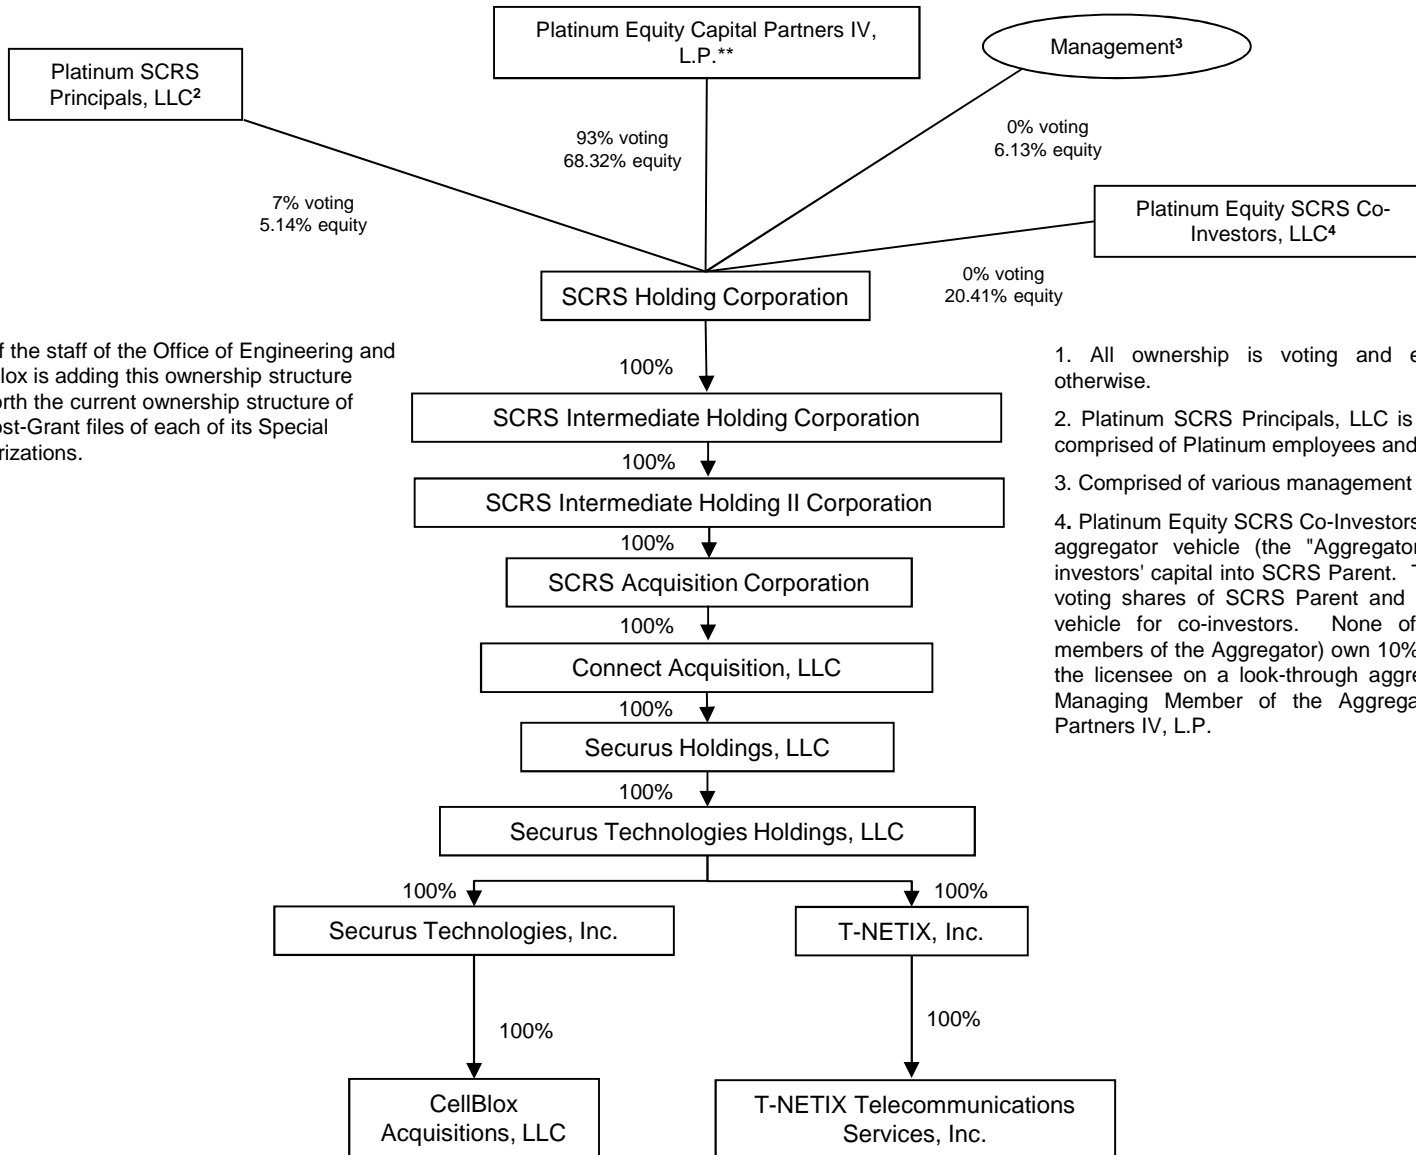 Platinum Equity Capital Partners IV,
L.P.**
Management3
Platinum SCRS
Principals, LLC2
93% voting
68.32% equity
0% voting
6.13% equity
7% voting
5.14% equity
Platinum Equity SCRS Co-
Investors, LLC4
0% voting
20.41% equity
SCRS Holding Corporation
f the staff of the Office of Engineering and
lox is adding this ownership structure
orth the current ownership structure of
ost-Grant files of each of its Special
rizations.
100%
SCRS Intermediate Holding Corporation
100%
SCRS Intermediate Holding II Corporation
100%
SCRS Acquisition Corporation
100%
Connect Acquisition, LLC
100%
Securus Holdings, LLC
100%
Securus Technologies Holdings, LLC
100%
100%
Securus Technologies, Inc.
T-NETIX, Inc.
100%
100%
CellBlox
Acquisitions, LLC
T-NETIX Telecommunications
Services, Inc.
1. All ownership is voting and e
otherwise.
2. Platinum SCRS Principals, LLC is
comprised of Platinum employees and
3. Comprised of various management
4. Platinum Equity SCRS Co-Investors
aggregator vehicle (the "Aggregator
investors' capital into SCRS Parent. T
voting shares of SCRS Parent and
vehicle for co-investors. None of
members of the Aggregator) own 10%
the licensee on a look-through aggre
Managing Member of the Aggrega
Partners IV, L.P.